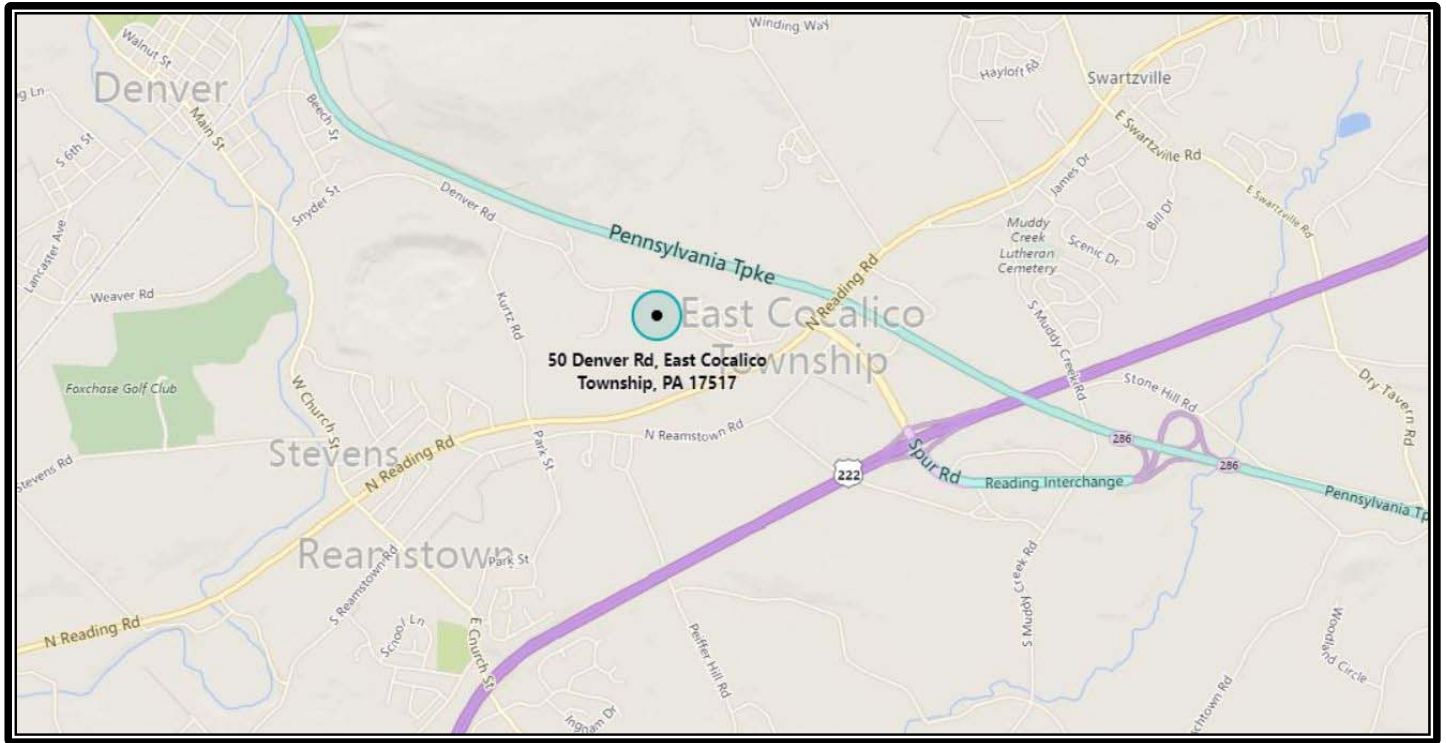 Winding Way
Walnut St
Denver
Hayloft Rd
Swartzville
Beech St
Main St
S 6th St
E Swartzville Rd
James Dr
Snyder St
Denver Rd
Bill Dr
E Swartzville Rd
Muddy
Creek
Lutheran
Cemetery
Scenic Dr
Lancaster Ave
Pennsylvania Tpke
N Reading Rd
Weaver Rd
Kurtz Rd
East Cocalico
Township
S Muddy Creek Rd
50 Denver Rd, East Cocalico
Township, PA 17517
Foxchase Golf Club
W Church St
Stone Hill Rd
Dry Tavern Rd
Stevens
N Reading Rd
Park St
N Reamstown Rd
286
286
222
Spur Rd
Reading Interchange
Stevens Rd
Pennsylvania Tp
Reamstown
Park St
S Reamstown Rd
S Muddy Creek Rd
N Reading Rd
School Ln
E Church St
Peiffer Hill Rd
Woodland Circle
chtown Rd
Ingham Dr